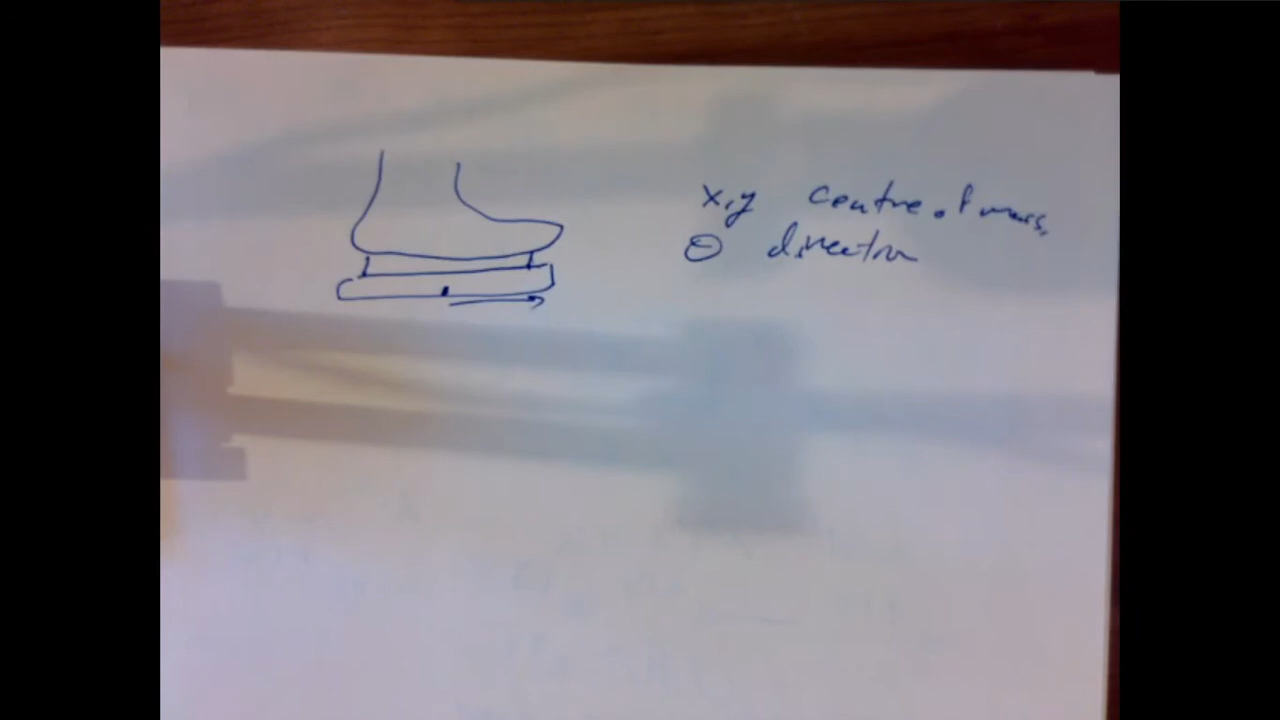 x,y centre of mass,
Θ direction